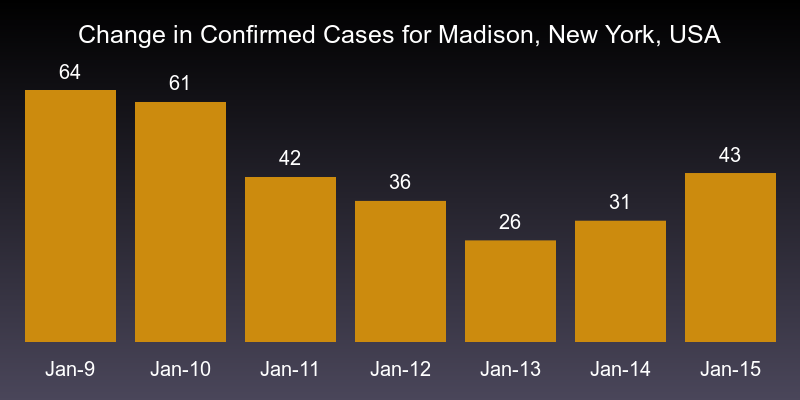 Change in Confirmed Cases for Madison, New York, USA
64
61
42
36
26
31
43
Jan-9
Jan-10
Jan-11
Jan-12
Jan-13
Jan-14
Jan-15